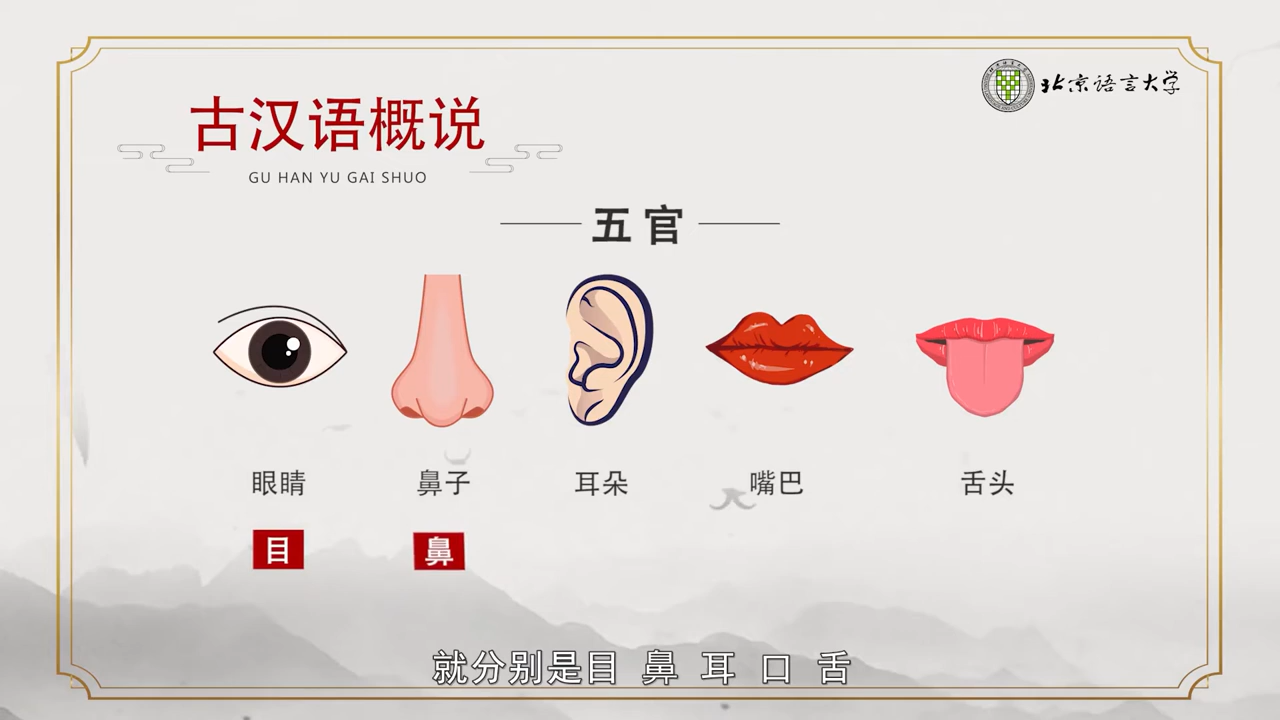 北京语言大学
古汉语概说
GU HAN YU GAI SHUO
五官
眼睛 鼻子 耳朵 嘴巴 舌头
目 鼻
就分别是目 鼻 耳 口 舌